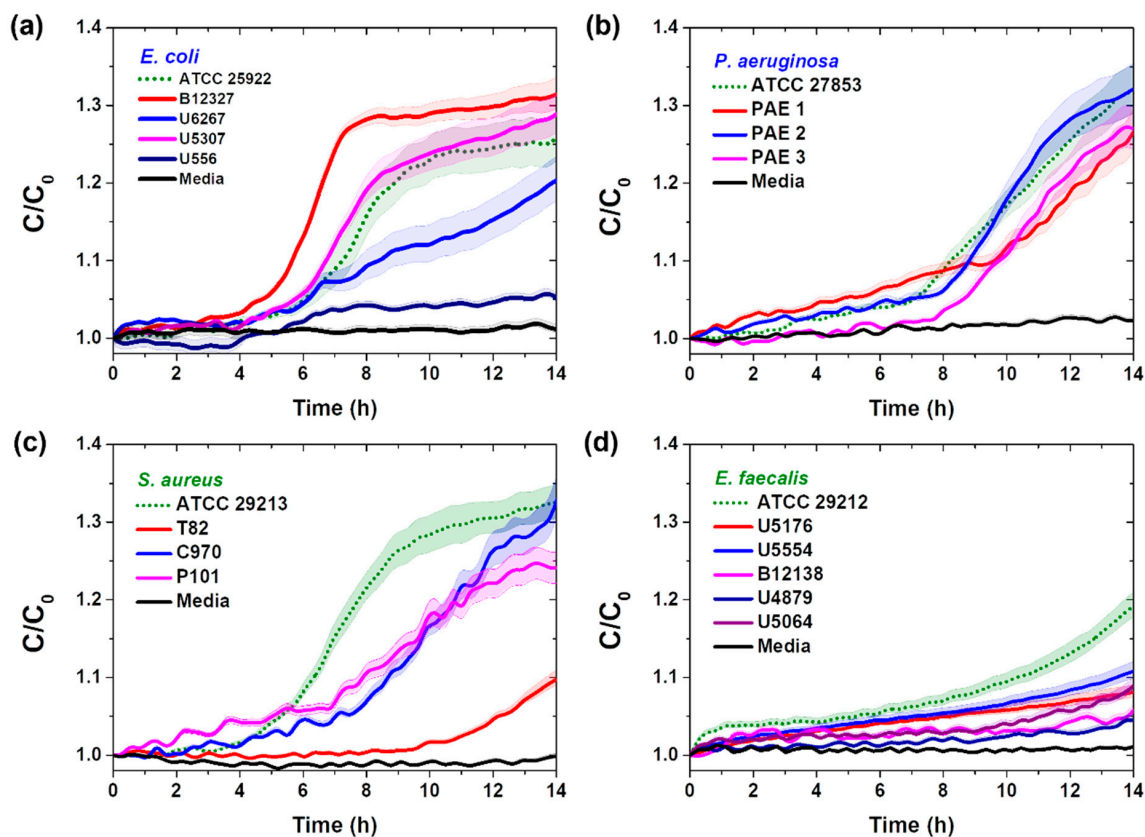 (a)
1.4
1.3
1.2
1.1
1.0
C/C0
E. coli
ATCC 25922
B12327
U6267
U5307
U556
Media
0 2 4 6 8 10 12 14
Time (h)
(b)
1.4
1.3
1.2
1.1
1.0
C/C0
P. aeruginosa
ATCC 27853
PAE 1
PAE 2
PAE 3
Media
0 2 4 6 8 10 12 14
Time (h)
(c)
1.4
1.3
1.2
1.1
1.0
C/C0
S. aureus
ATCC 29213
T82
C970
P101
Media
0 2 4 6 8 10 12 14
Time (h)
(d)
1.4
1.3
1.2
1.1
1.0
C/C0
E. faecalis
ATCC 29212
U5176
U5554
B12138
U4879
U5064
Media
0 2 4 6 8 10 12 14
Time (h)